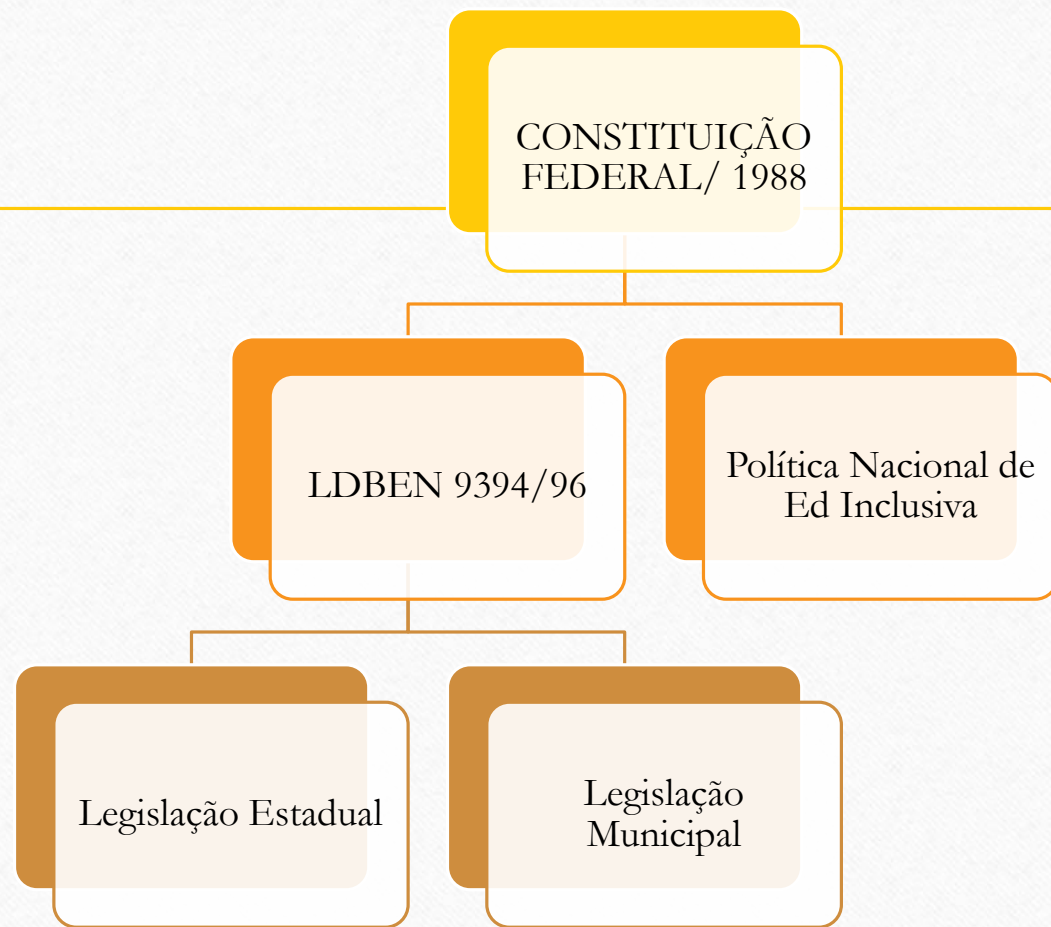 CONSTITUIÇÃO
FEDERAL/ 1988
LDBEN 9394/96
Política Nacional de
Ed Inclusiva
Legislação Estadual
Legislação
Municipal